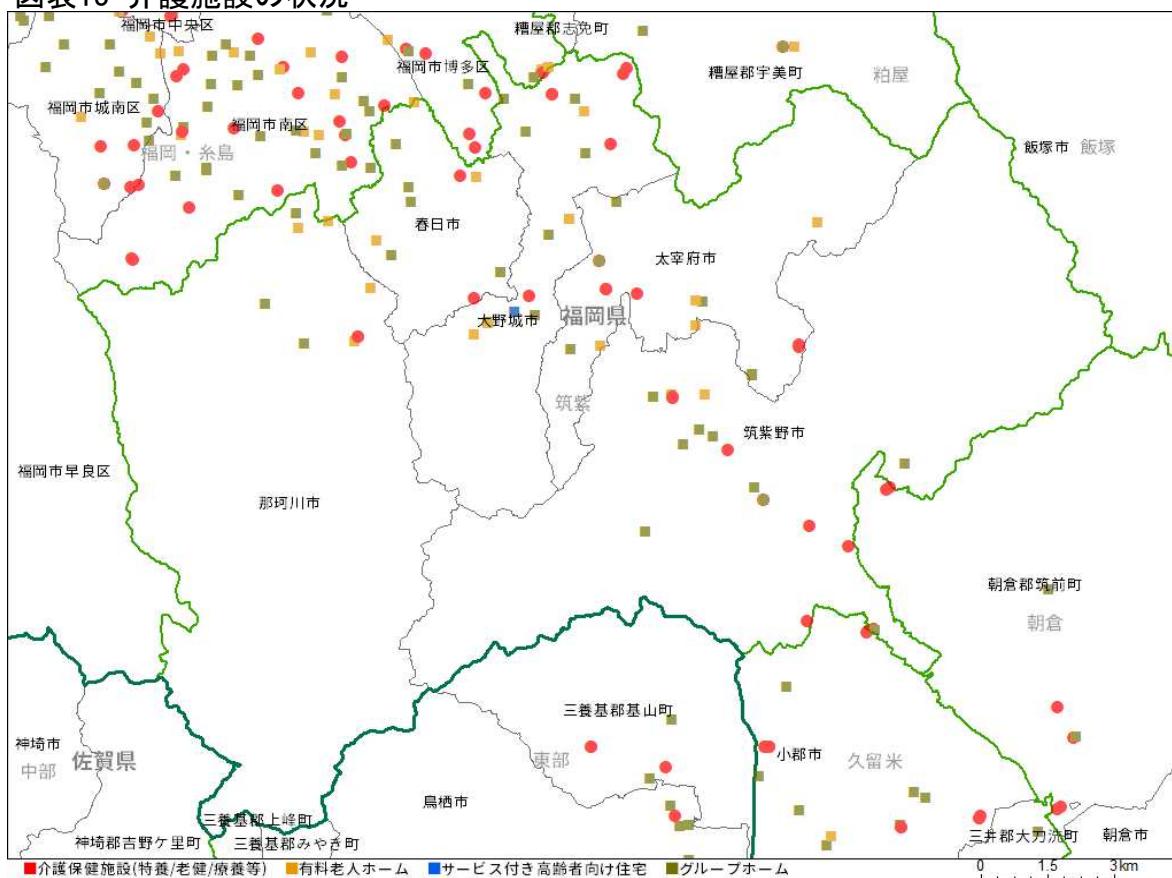 図表16 介護施設の状況
福岡市中央区
糟屋郡志免町
福岡市博多区
糟屋郡宇美町
粕屋
福岡市城南区
福岡市南区
福岡・糸島
飯塚市
飯塚
春日市
太宰府市
大野城市
福岡県
筑紫
筑紫野市
福岡市早良区
那珂川市
朝倉郡筑前町
朝倉
三養基郡基山町
神埼市
佐賀県
中部
東部
小郡市
久留米
鳥栖市
三養基郡上峰町
神埼郡吉野ケ里町
三養基郡みやき町
三井郡大刀洗町
朝倉市
介護保健施設(特養/老健/療養等) 有料老人ホーム サービス付き高齢者向け住宅 グループホーム
0 1.5 3km